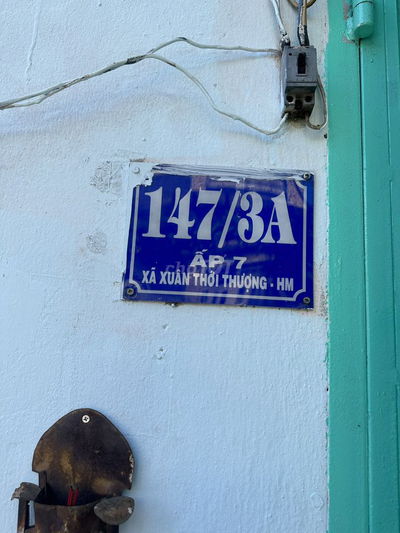 147/3A
ẤP 7
XÃ XUÂN THỚI THƯỢNG - HM